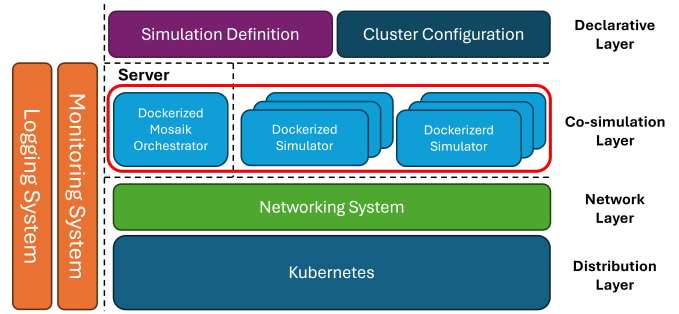 Simulation Definition
Cluster Configuration
Declarative
Layer
Logging System
Monitoring System
Server
Dockerized
Mosaik
Orchestrator
Dockerized
Simulator
Dockerizerd
Simulator
Co-simulation
Layer
Networking System
Network
Layer
Kubernetes
Distribution
Layer